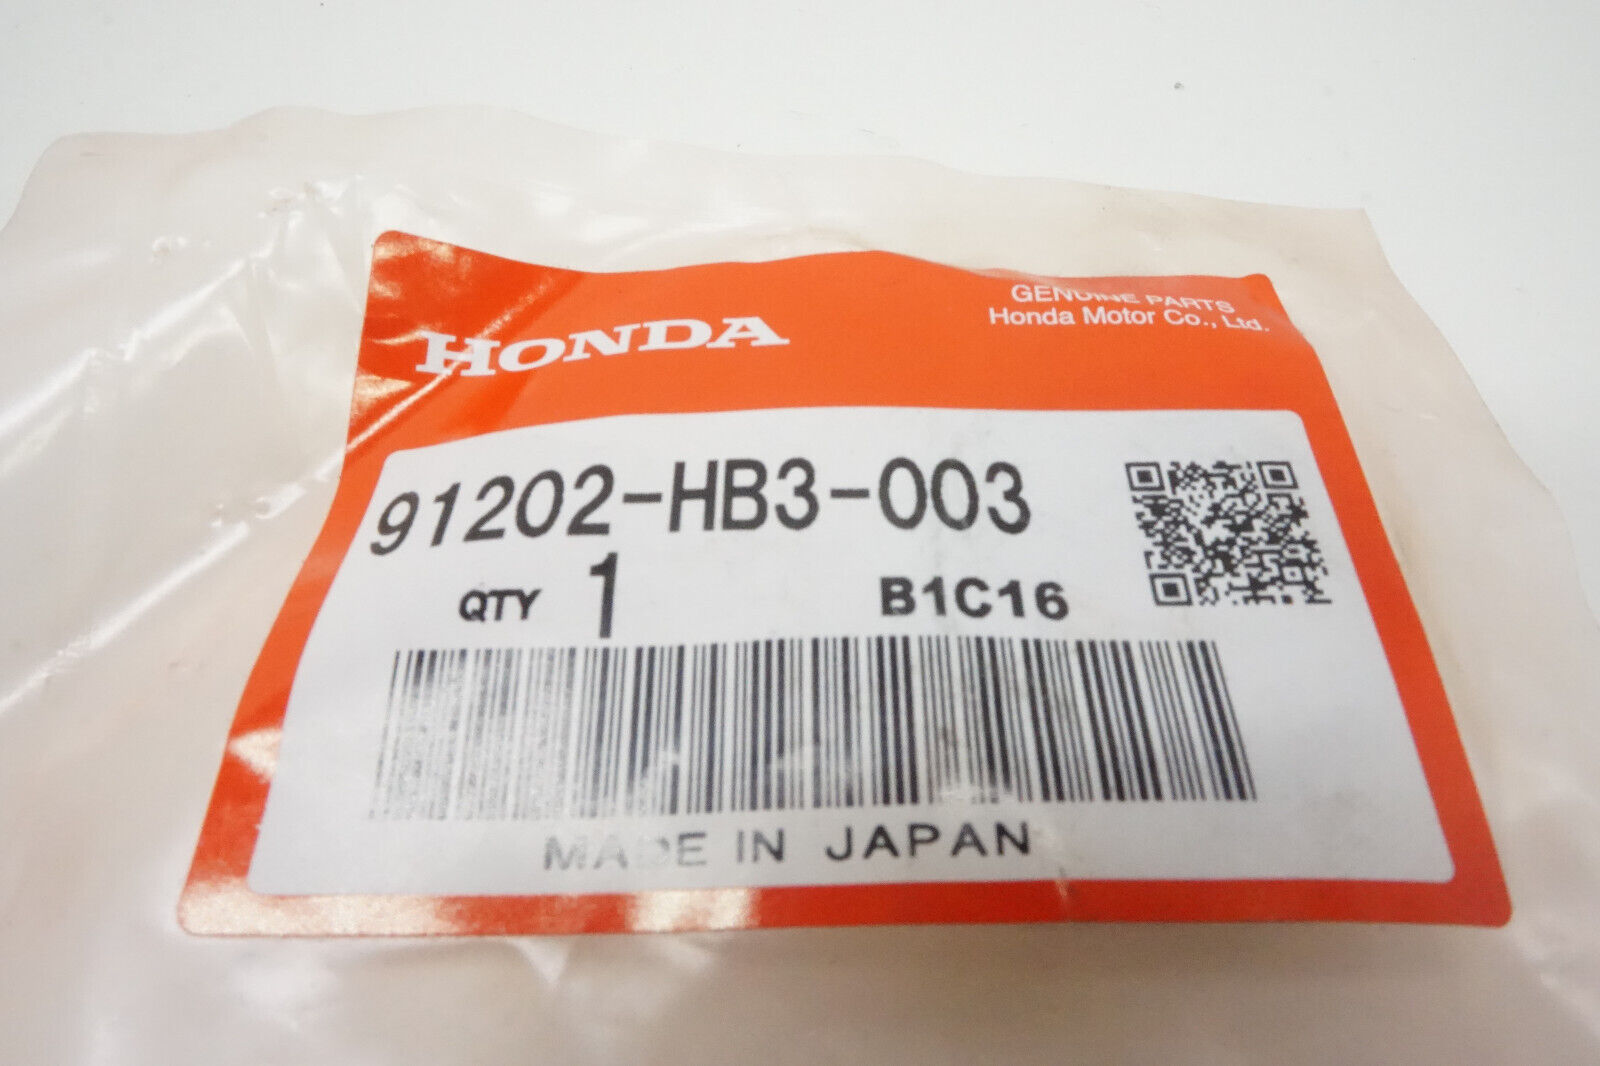 HONDA
GENUINE PARTS
Honda Motor Co., Ltd.
91202-HB3-003
QTY 1 B1C16
MADE IN JAPAN